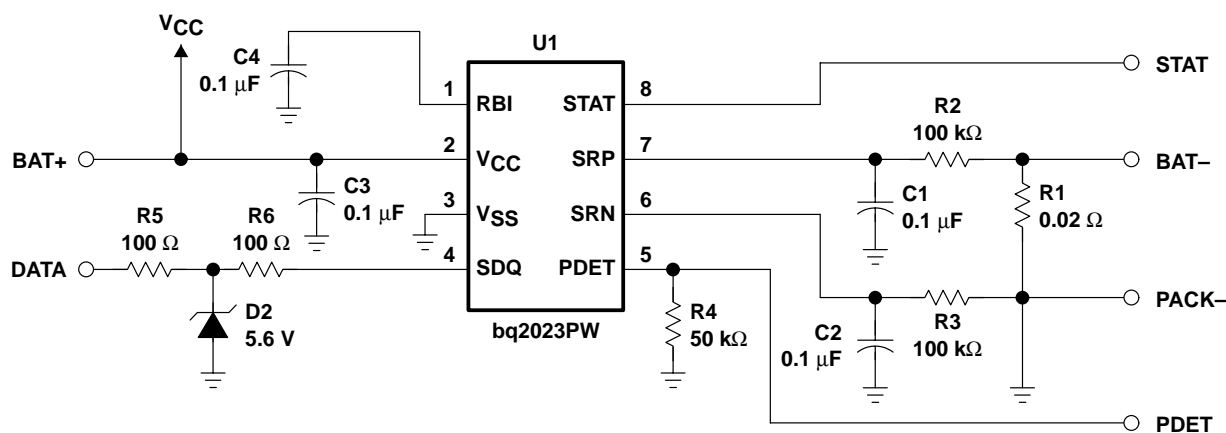 VCC
U1
C4
0.1 μF
1
RBI
STAT
8
STAT
R2
100 kΩ
BAT+
2
VCC
SRP
7
BAT–
C3
0.1 μF
3
VSS
SRN
6
C1
0.1 μF
R1
0.02 Ω
R5
100 Ω
R6
100 Ω
DATA
4
SDQ
PDET
5
PACK–
D2
5.6 V
bq2023PW
R4
50 kΩ
C2
0.1 μF
R3
100 kΩ
PDET